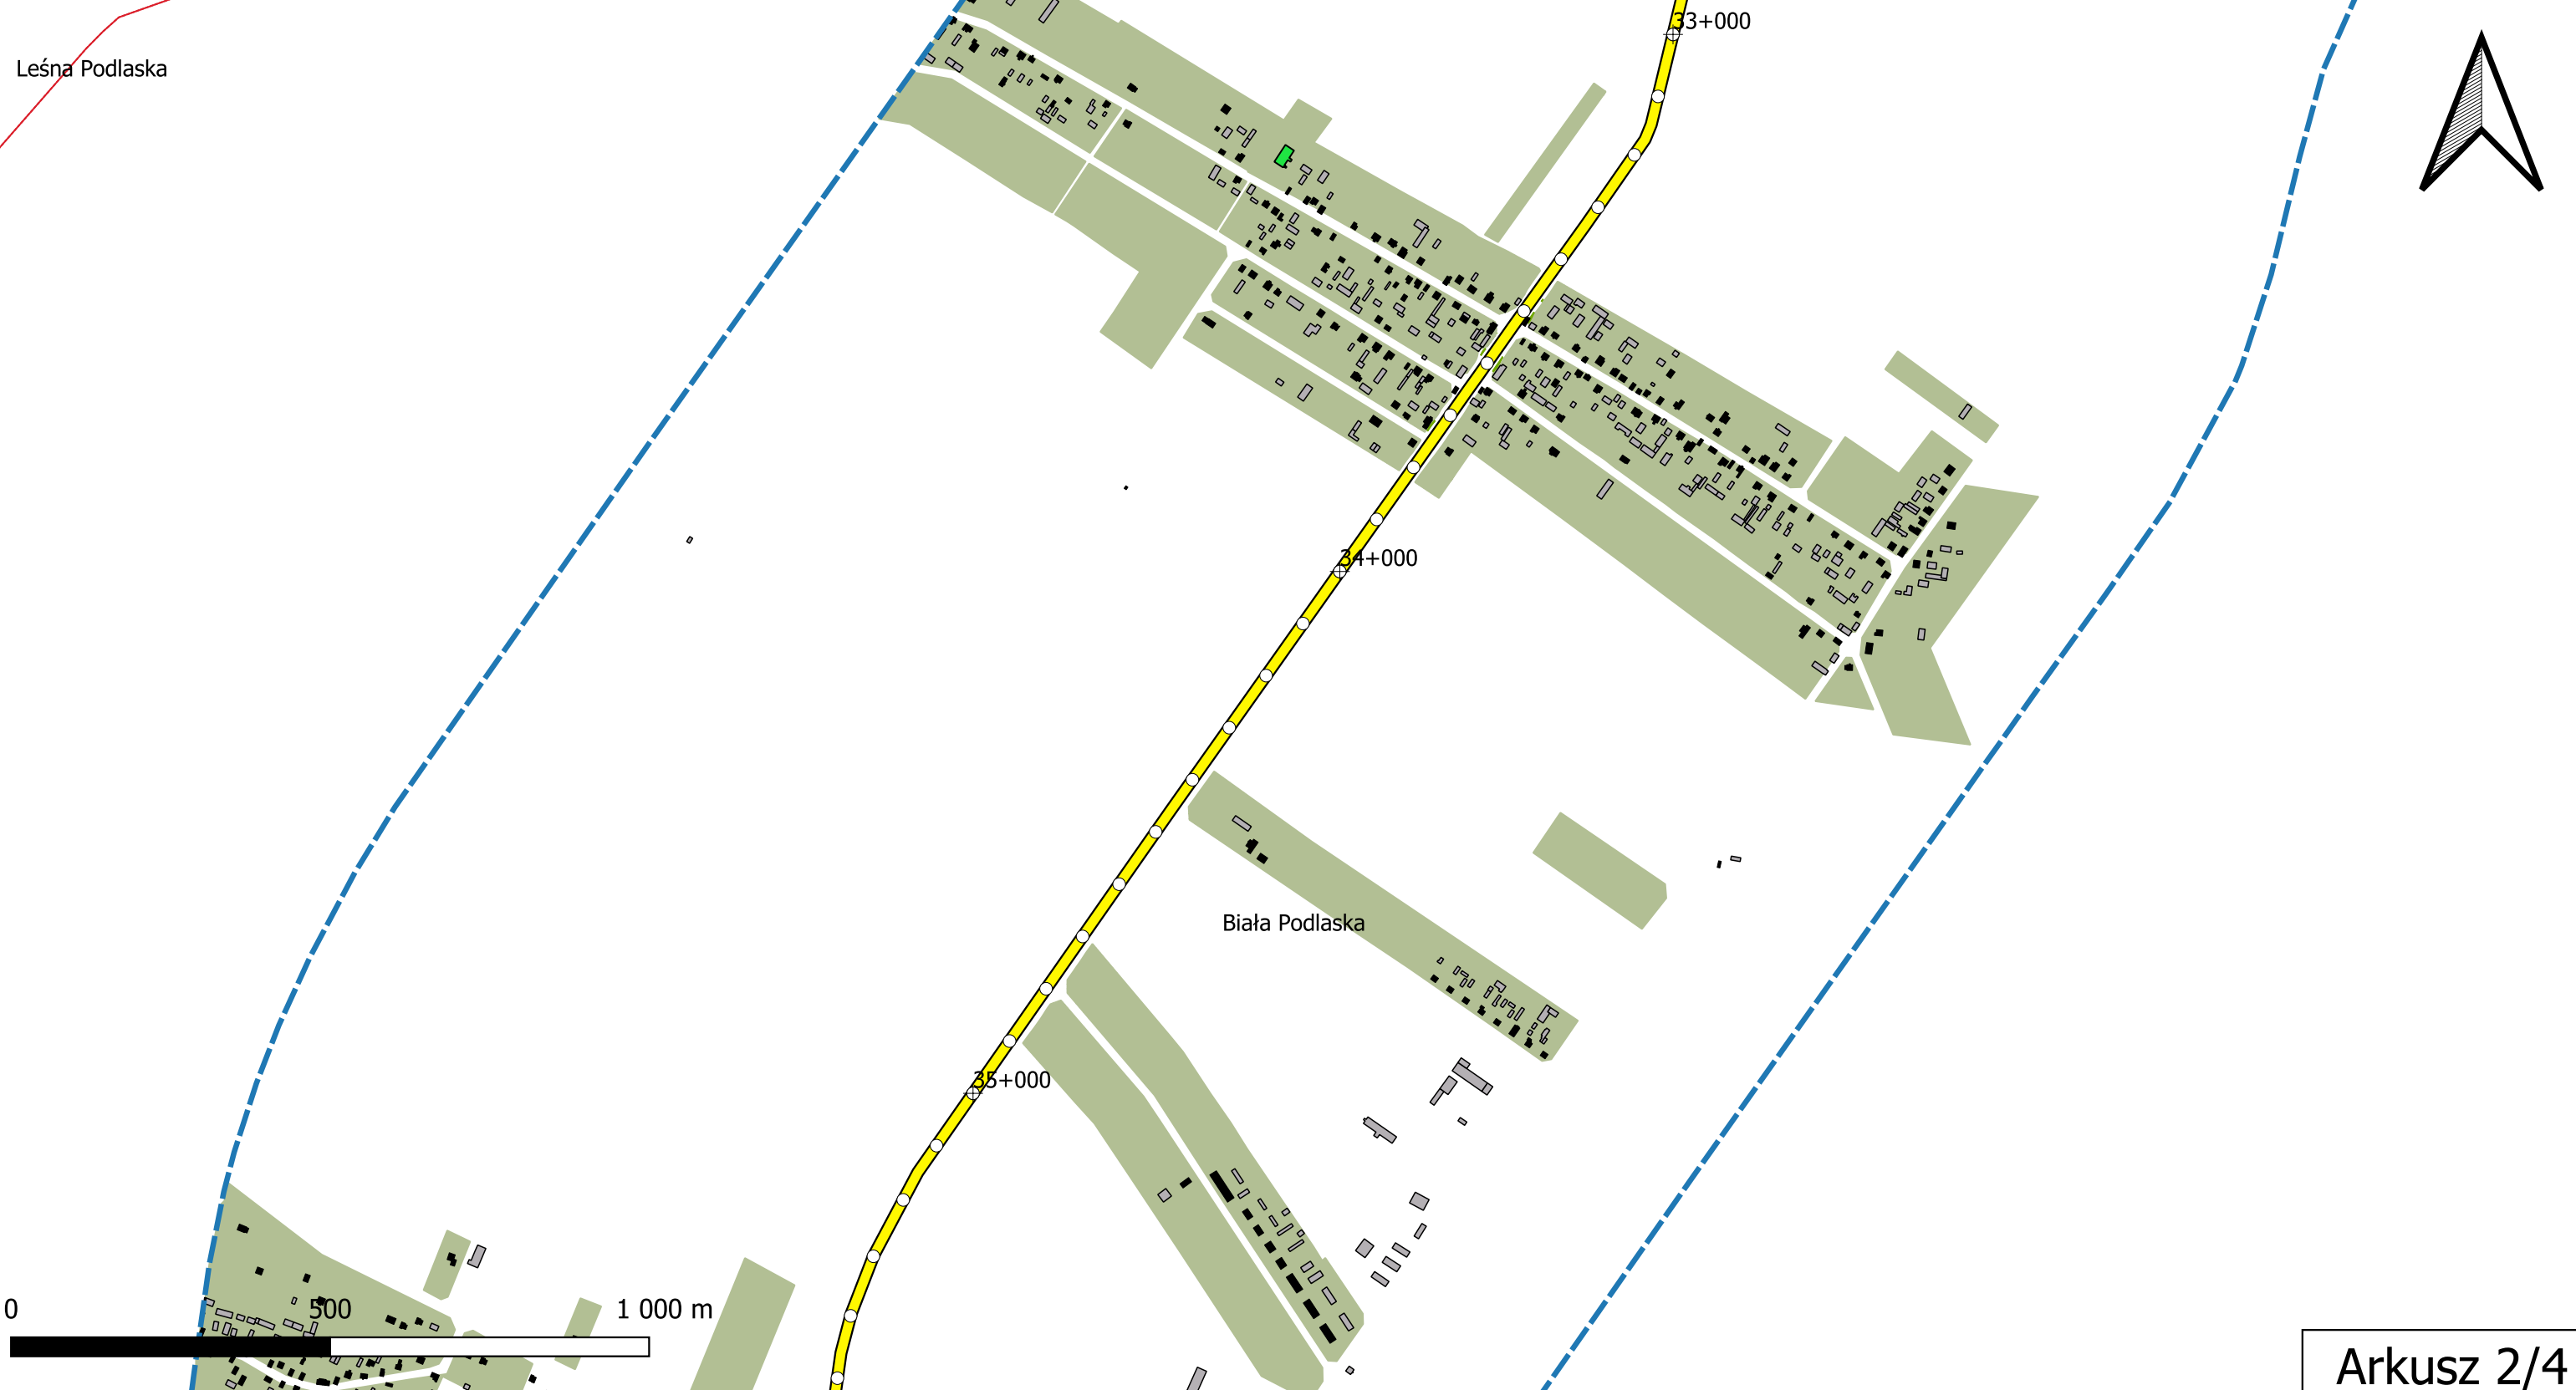 33+000
Leśna Podlaska
34+000
Biała Podlaska
35+000
0 500 1 000 m
Arkusz 2/4